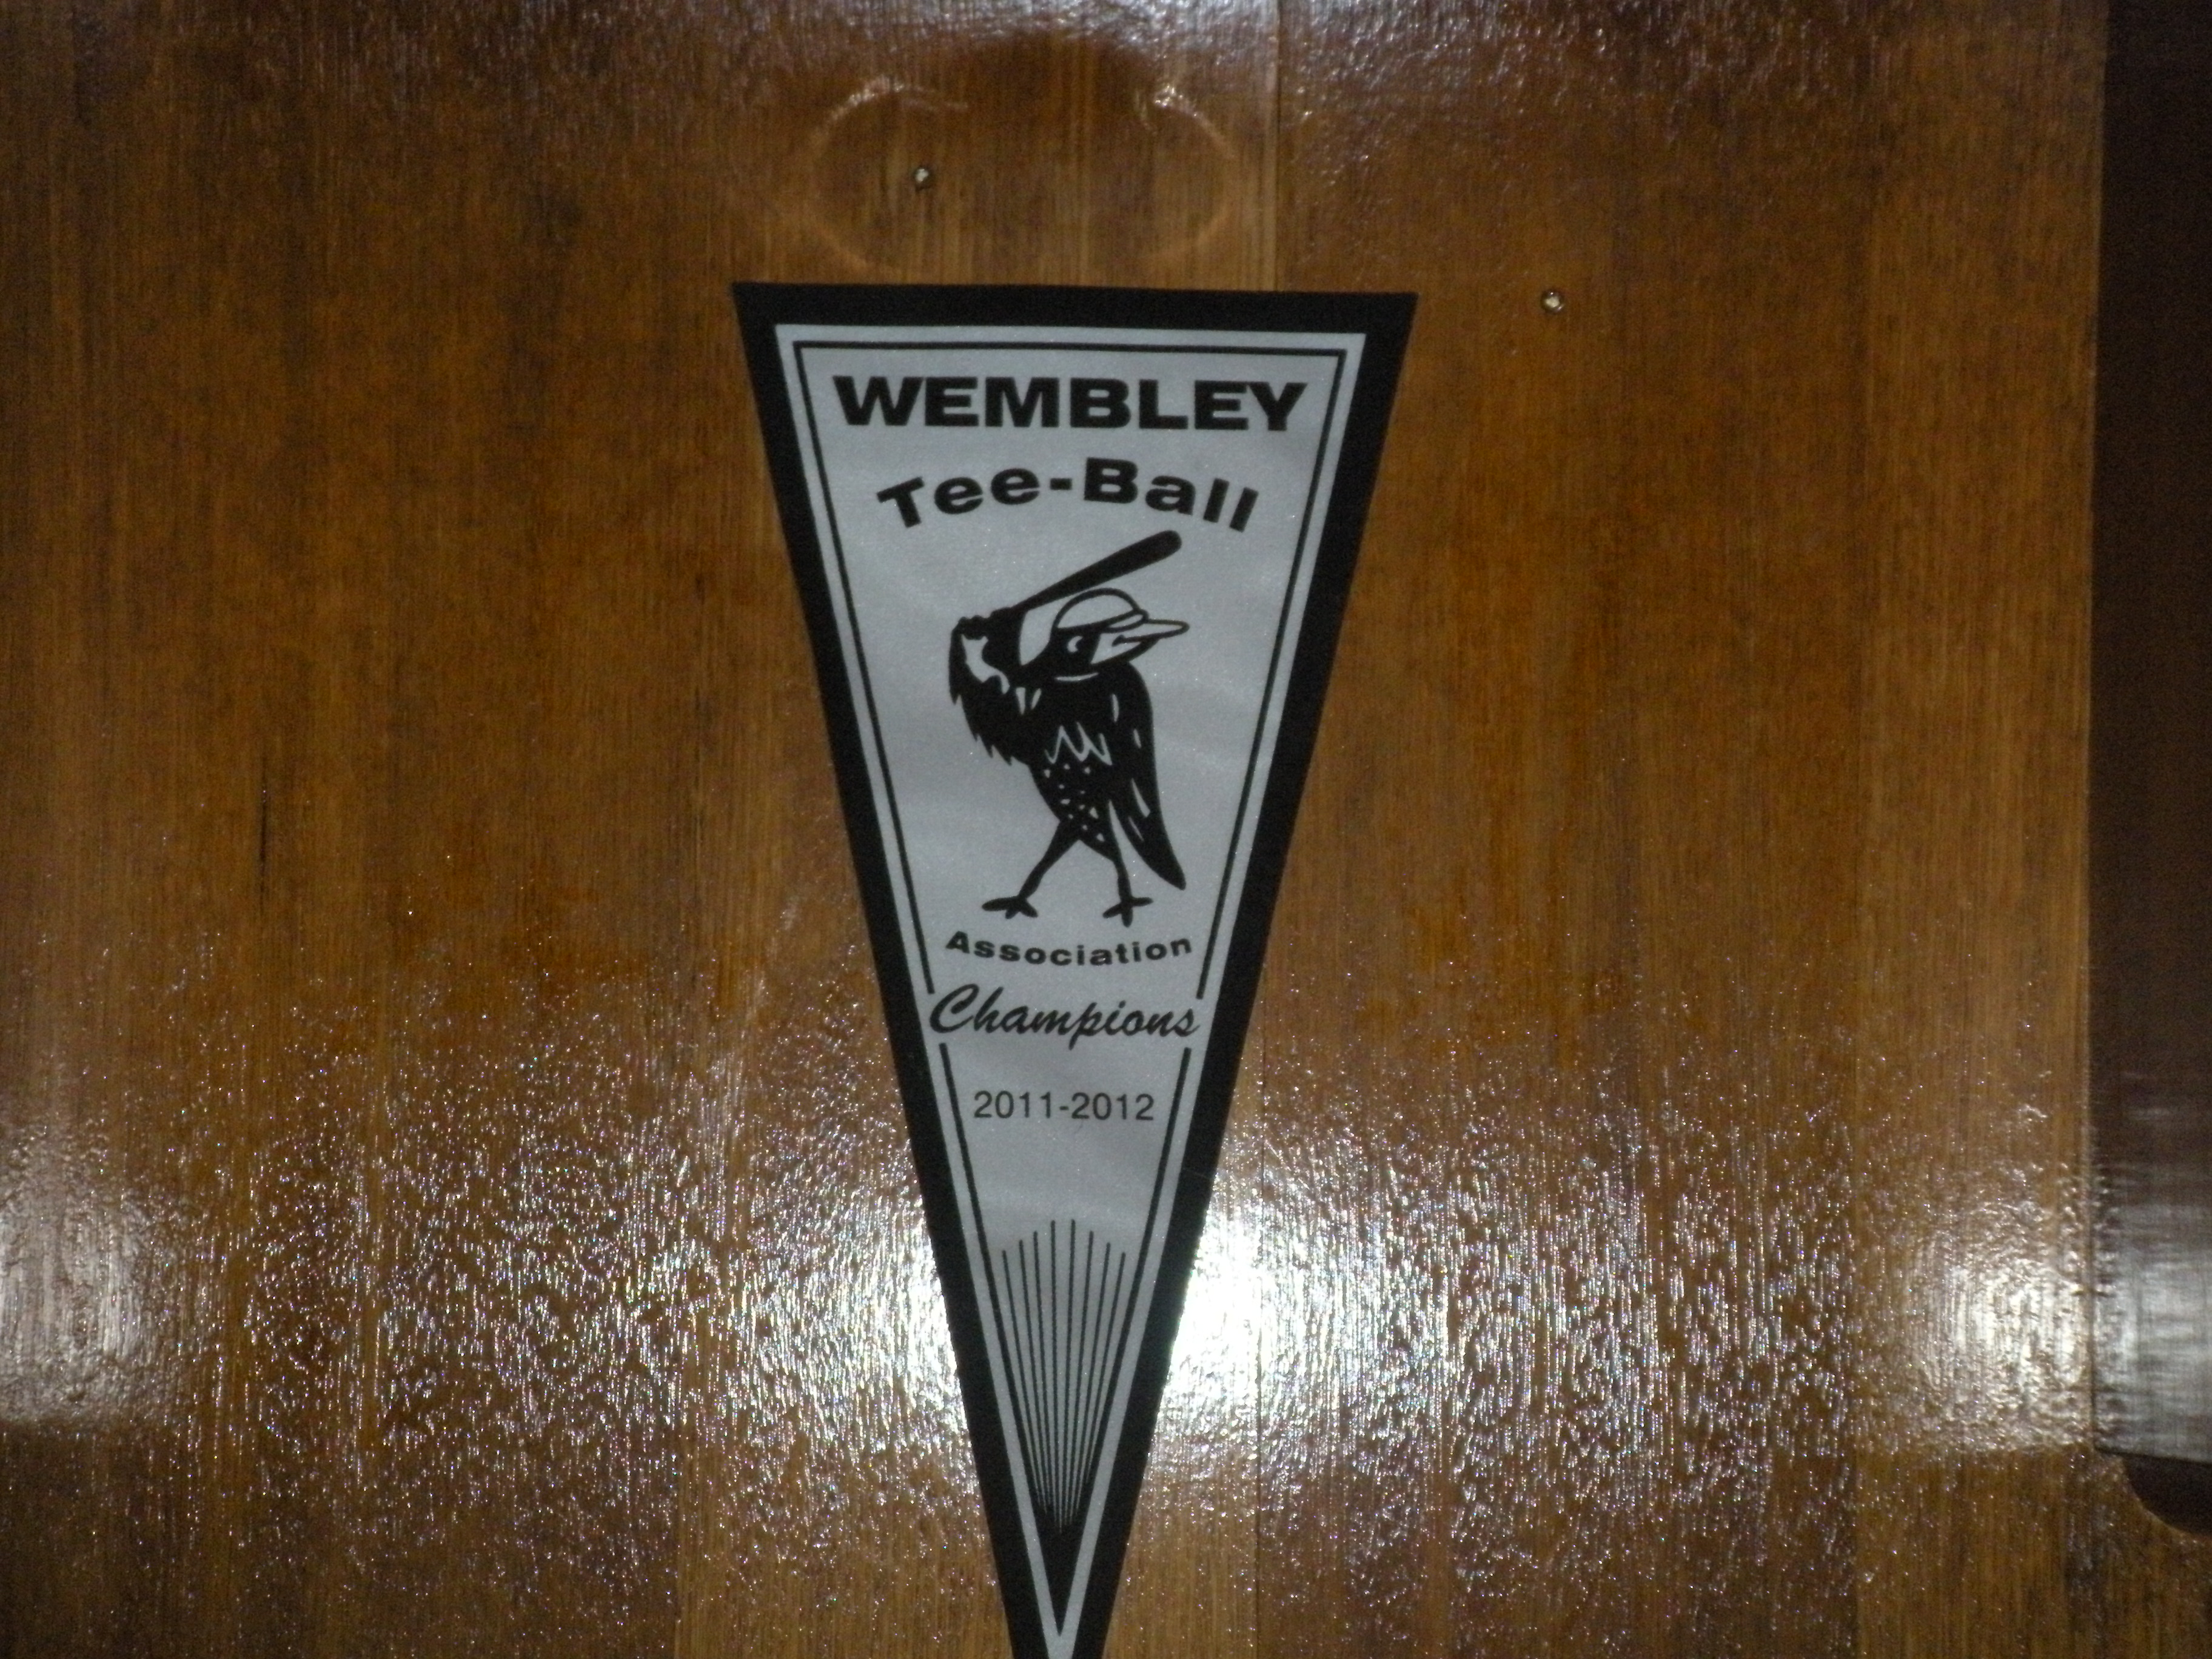 WEMBLEY
Tee-Ball
Association
Champions
2011-2012